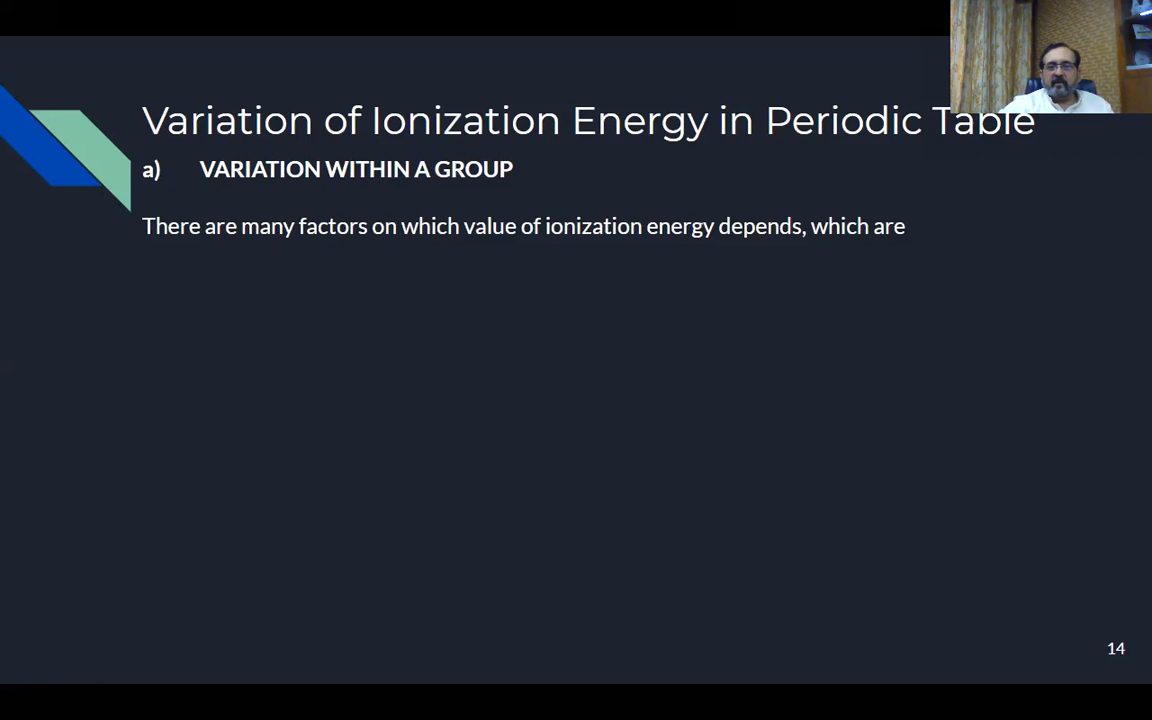 Variation of Ionization Energy in Periodic Table
a) VARIATION WITHIN A GROUP
There are many factors on which value of ionization energy depends, which are
14